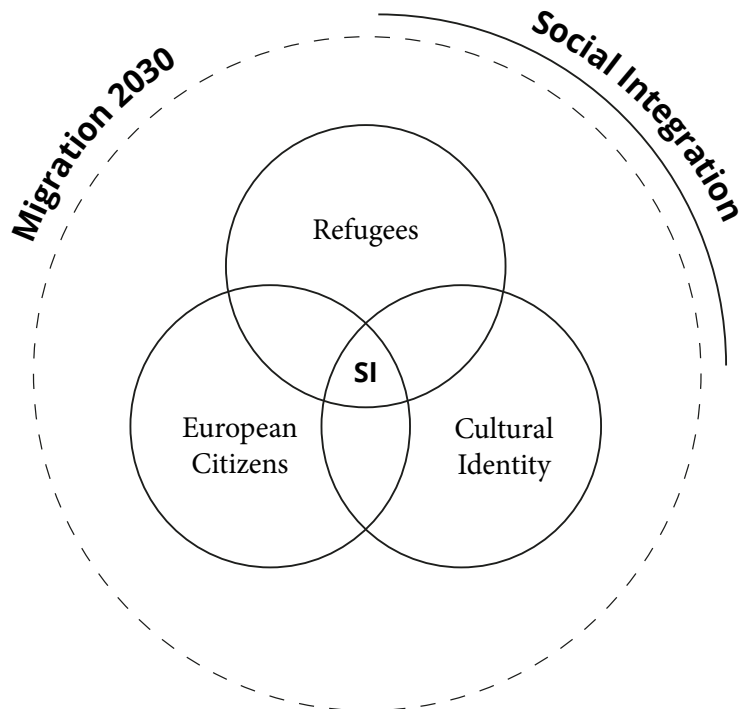 Migration 2030
Social Integration
Refugees
SI
European
Citizens
Cultural
Identity